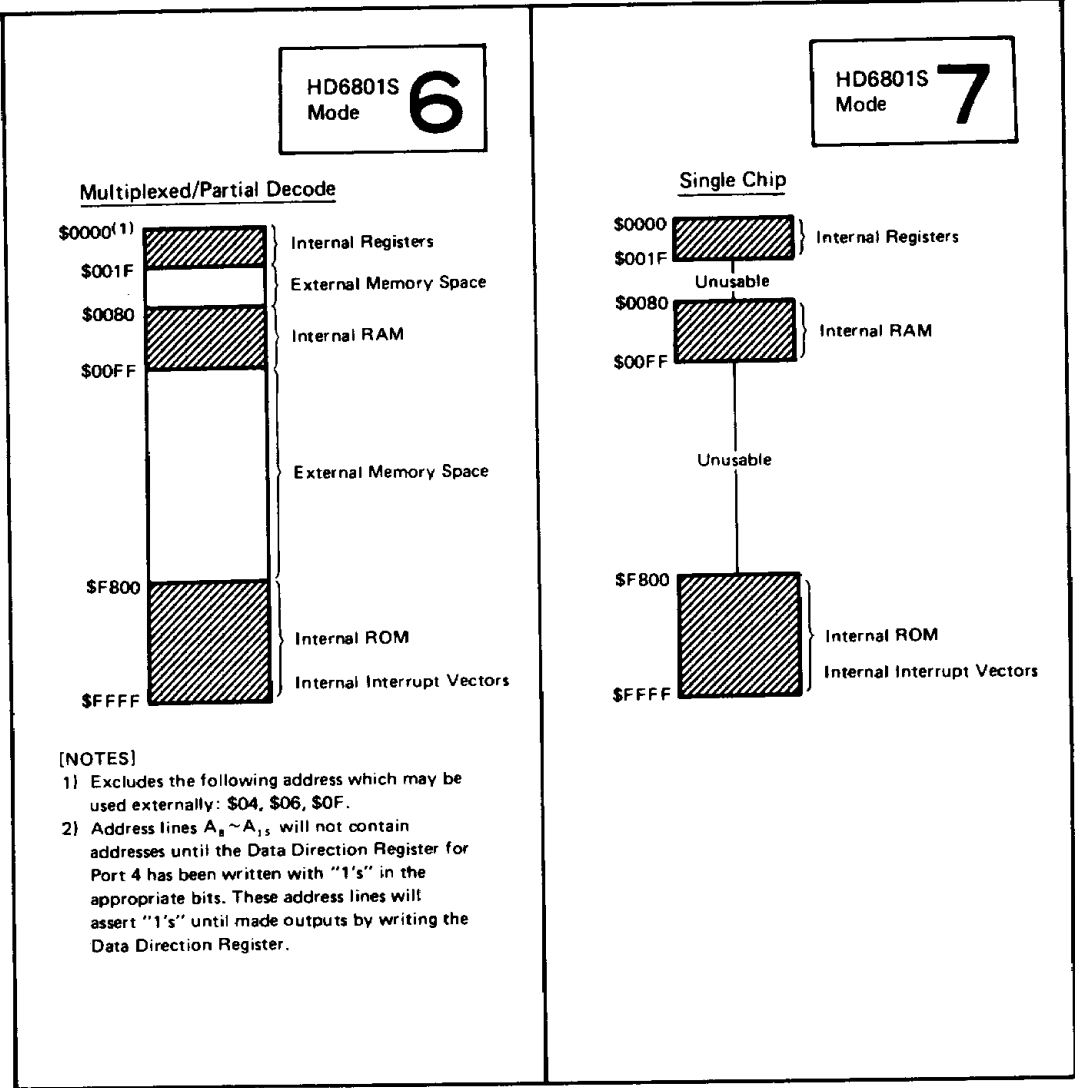 HD6801S
Mode 6
Multiplexed/Partial Decode
$0000(1)
Internal Registers
$001F
External Memory Space
$0080
Internal RAM
$00FF
External Memory Space
$F800
Internal ROM
Internal Interrupt Vectors
$FFFF
[NOTES]
1) Excludes the following address which may be
used externally: $04, $06, $0F.
2) Address lines A8~A15 will not contain
addresses until the Data Direction Register for
Port 4 has been written with "1's" in the
appropriate bits. These address lines will
assert "1's" until made outputs by writing the
Data Direction Register.
HD6801S
Mode 7
Single Chip
$0000
Internal Registers
$001F
Unusable
$0080
Internal RAM
$00FF
Unusable
$F800
Internal ROM
Internal Interrupt Vectors
$FFFF